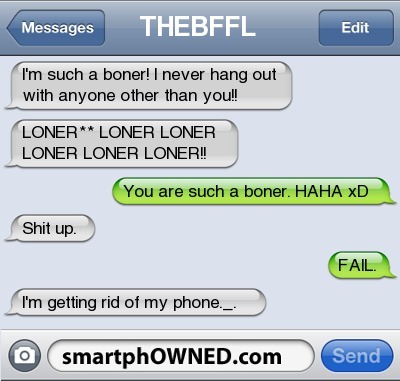 Messages
THEBFFL
Edit
I'm such a boner! I never hang out
with anyone other than you!!
LONER** LONER LONER
LONER LONER LONER!!
You are such a boner. HAHA xD
Shit up.
FAIL.
I'm getting rid of my phone._.
smartphOWNED.com
Send